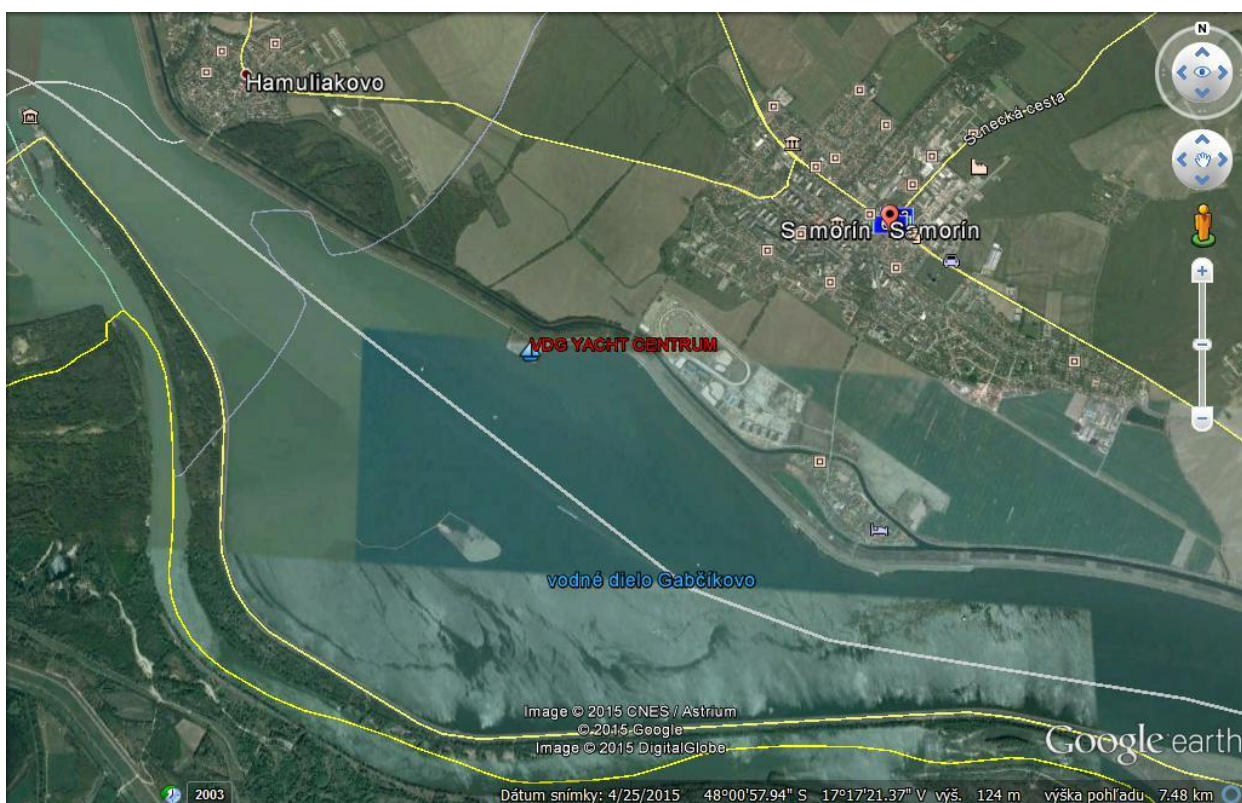 N
Hamuliakovo
Senecká cesta
Šamorín
Šamorín
VDG YACHT CENTRUM
vodné dielo Gabčíkovo
Image © 2015 CNES / Astrium
© 2015 Google
Image © 2015 DigitalGlobe
Google earth
2003
Dátum snímky: 4/25/2015 48°00'57.94" S 17°17'21.37" V výš. 124 m výška pohľadu 7.48 km